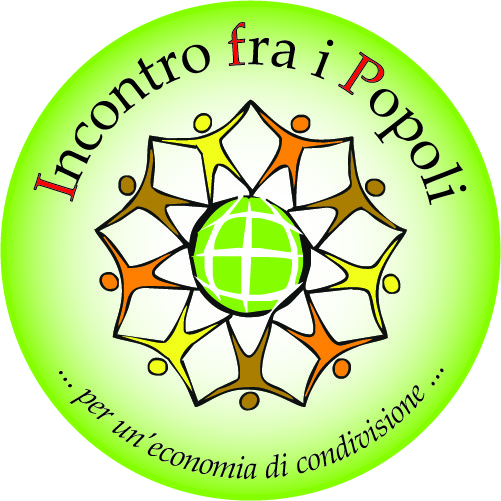 Incontro fra i Popoli
... per un'economia di condivisione ...